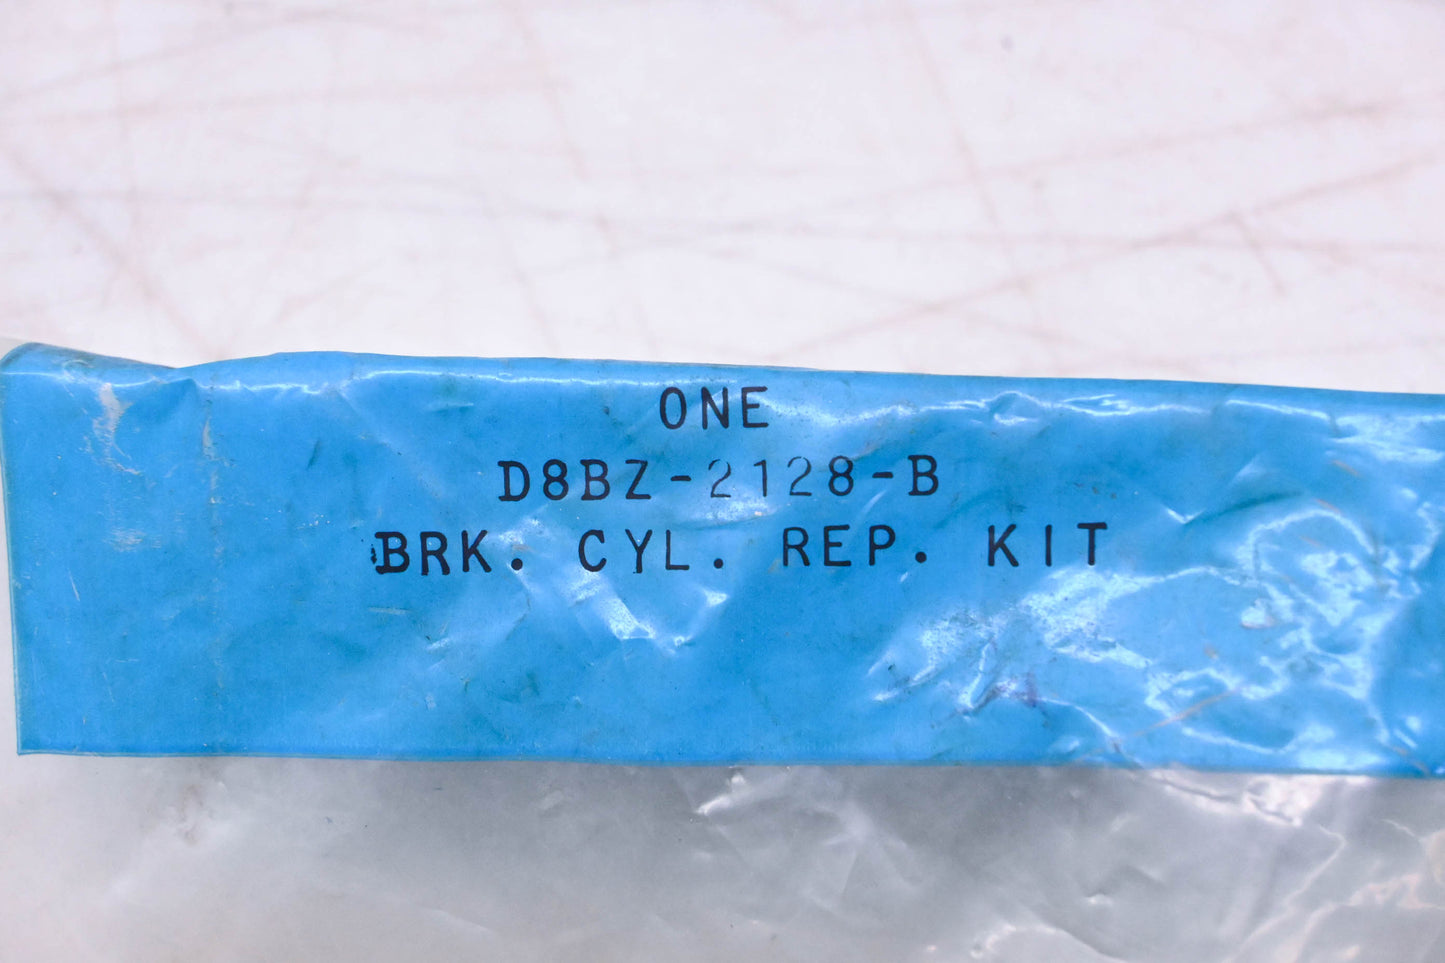 ONE
D8BZ-2128-B
BRK. CYL. REP. KIT